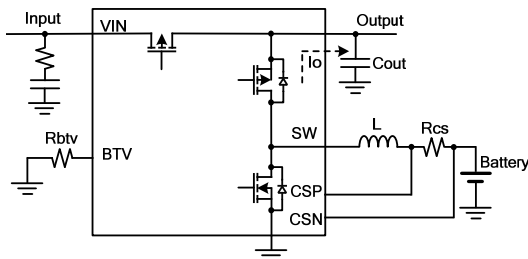 Input
VIN
Output
Io
Cout
Rbtv
BTV
SW
L
Rcs
Battery
CSP
CSN